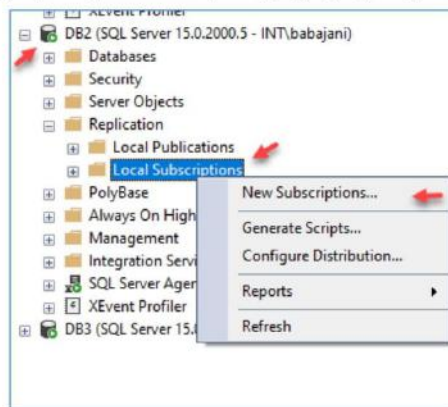 XEvent Profiler
DB2 (SQL Server 15.0.2000.5 - INT\babajani)
Databases
Security
Server Objects
Replication
Local Publications
Local Subscriptions
New Subscriptions...
PolyBase
Always On High
Generate Scripts...
Management
Configure Distribution...
Integration Servi
SQL Server Agen
Reports
XEvent Profiler
DB3 (SQL Server 15.(
Refresh